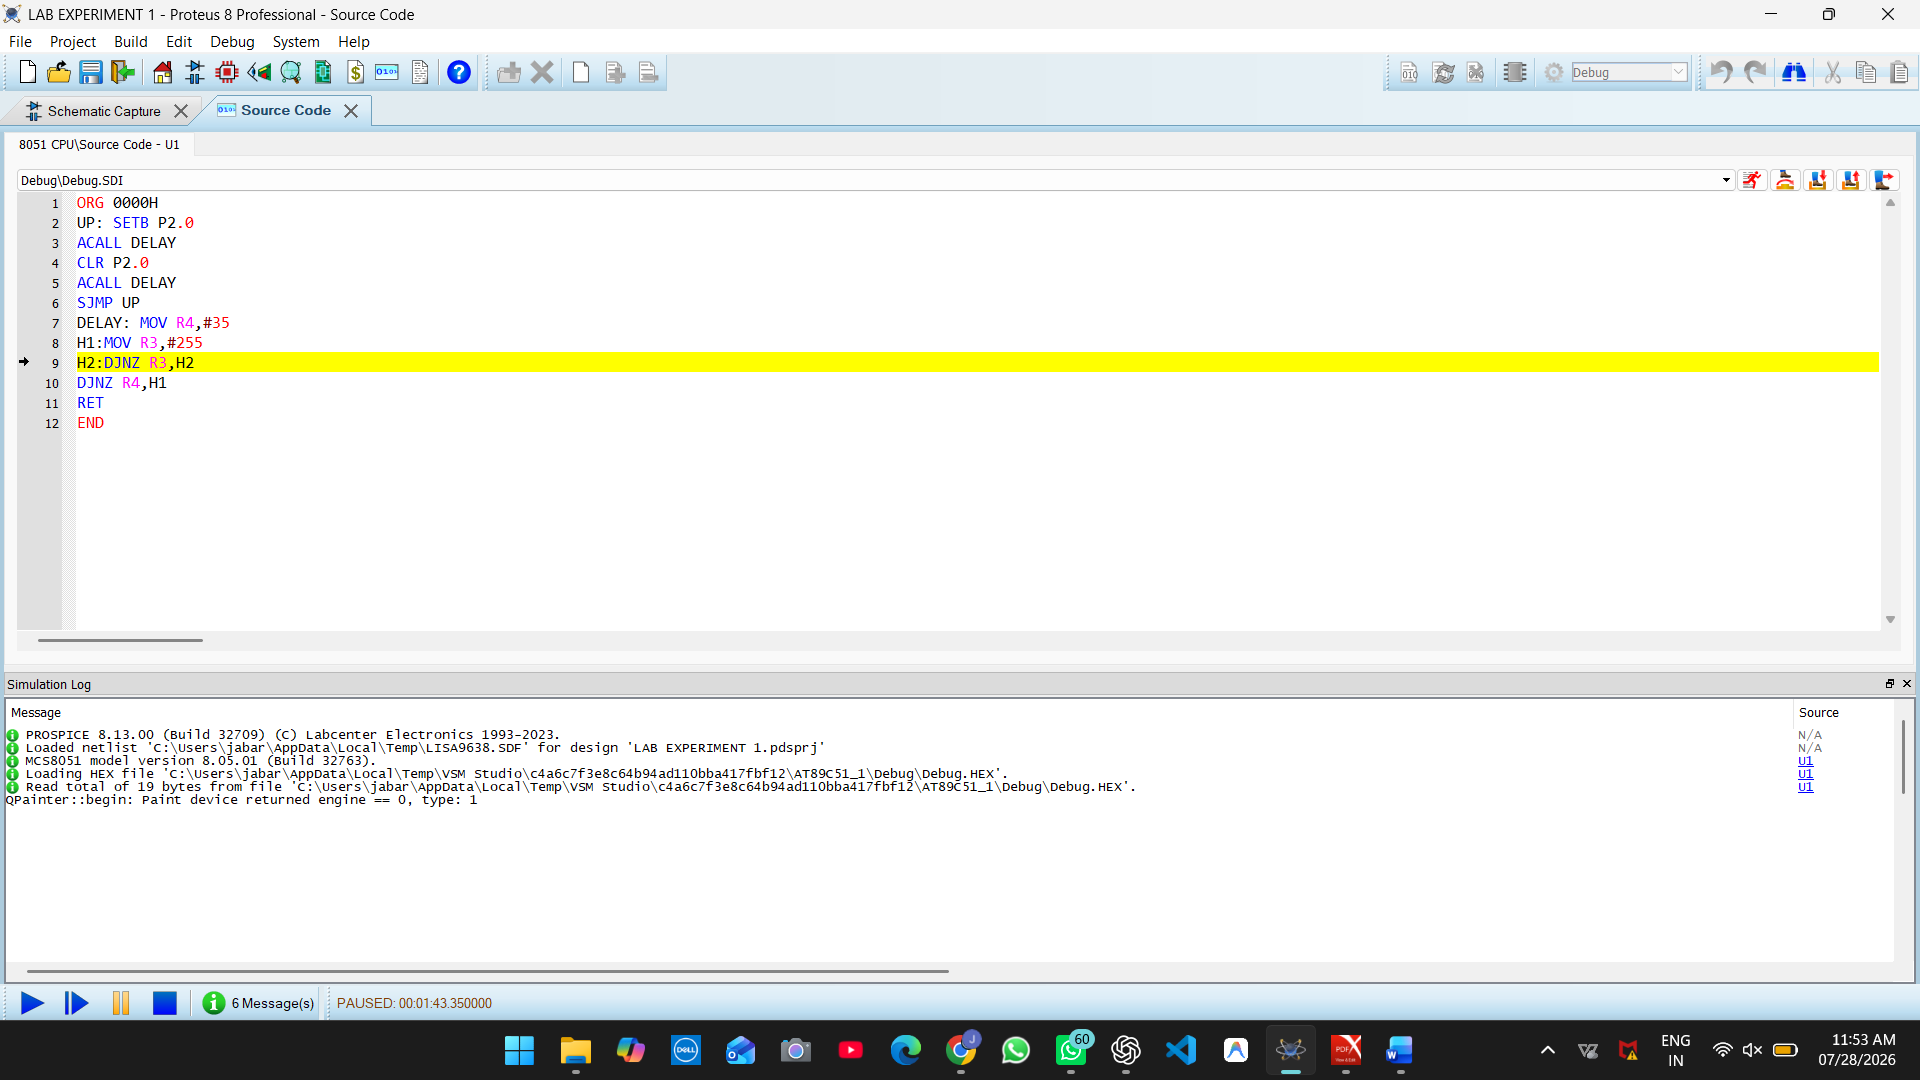 LAB EXPERIMENT 1 - Proteus 8 Professional - Source Code
File Project Build Edit Debug System Help
Debug
Schematic Capture
Source Code
8051 CPU\Source Code - U1
Debug\Debug.SDI
1 ORG 0000H
2 UP: SETB P2.0
3 ACALL DELAY
4 CLR P2.0
5 ACALL DELAY
6 SJMP UP
7 DELAY: MOV R4,#35
8 H1:MOV R3,#255
9 H2:DJNZ R3,H2
10 DJNZ R4,H1
11 RET
12 END
Simulation Log
Message Source
PROSPICE 8.13.00 (Build 32709) (C) Labcenter Electronics 1993-2023. N/A
Loaded netlist 'C:\Users\jabar\AppData\Local\Temp\LISA9638.SDF' for design 'LAB EXPERIMENT 1.pdsprj' N/A
MCS8051 model version 8.05.01 (Build 32763). U1
Loading HEX file 'C:\Users\jabar\AppData\Local\Temp\VSM Studio\c4a6c7f3e8c64b94ad110bba417fbf12\AT89C51_1\Debug\Debug.HEX'. U1
Read total of 19 bytes from file 'C:\Users\jabar\AppData\Local\Temp\VSM Studio\c4a6c7f3e8c64b94ad110bba417fbf12\AT89C51_1\Debug\Debug.HEX'. U1
QPainter::begin: Paint device returned engine == 0, type: 1
6 Message(s)
PAUSED: 00:01:43.350000
DELL
J
60
PDF
W
ENG
IN
11:53 AM
07/28/2026